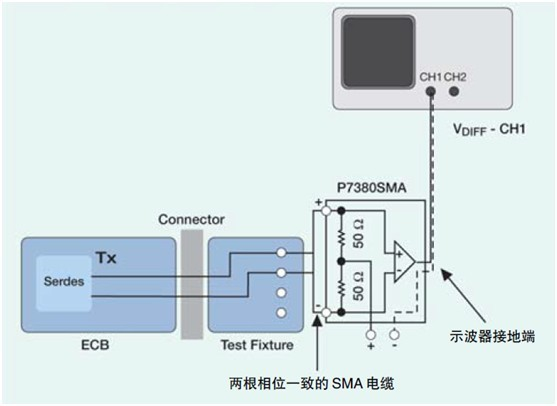 CH1 CH2
VDIFF - CH1
P7380SMA
Connector
+
50 Ω
+
Tx
Serdes
-
50 Ω
-
+
-
ECB
Test Fixture
示波器接地端
两根相位一致的 SMA 电缆